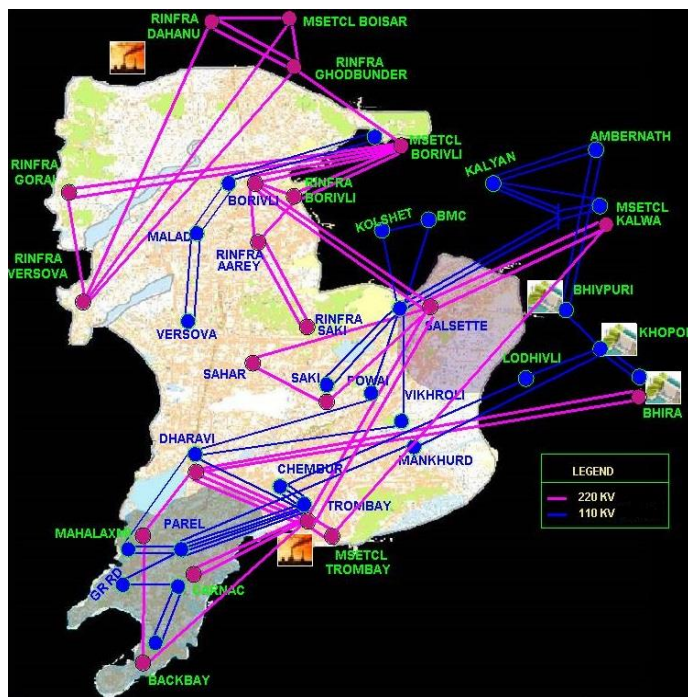 RINFRA
DAHANU
MSETCL BOISAR
RINFRA
GHODBUNDER
MSETCL
BORIVLI
AMBERNATH
KALYAN
RINFRA
GORAI
BORIVLI
RINFRA
BORIVLI
KOLSHET
BMC
MSETCL
KALWA
MALAD
RINFRA
AAREY
RINFRA
VERSOVA
BHIVPURI
VERSOVA
RINFRA
SAKI
SALSETTE
KHOPOLI
SAHAR
SAKI
POWAI
LODHIVLI
VIKHROLI
BHIRA
DHARAVI
CHEMBUR
MANKHURD
LEGEND
220 KV
110 KV
TROMBAY
MAHALAXMI
PAREL
MSETCL
TROMBAY
GR RD
CARNAC
BACKBAY